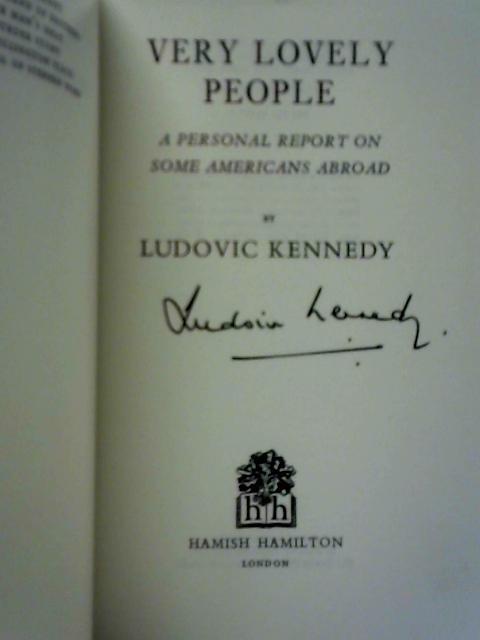 VERY LOVELY
PEOPLE
A PERSONAL REPORT ON
SOME AMERICANS ABROAD
BY
LUDOVIC KENNEDY
Ludovic Kennedy.
h h
HAMISH HAMILTON
LONDON